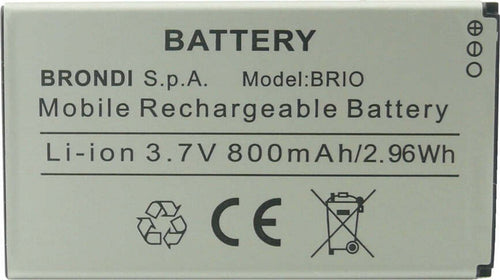 BATTERY
BRONDI S.p.A. Model:BRIO
Mobile Rechargeable Battery
Li-ion 3.7V 800mAh/2.96Wh
CE